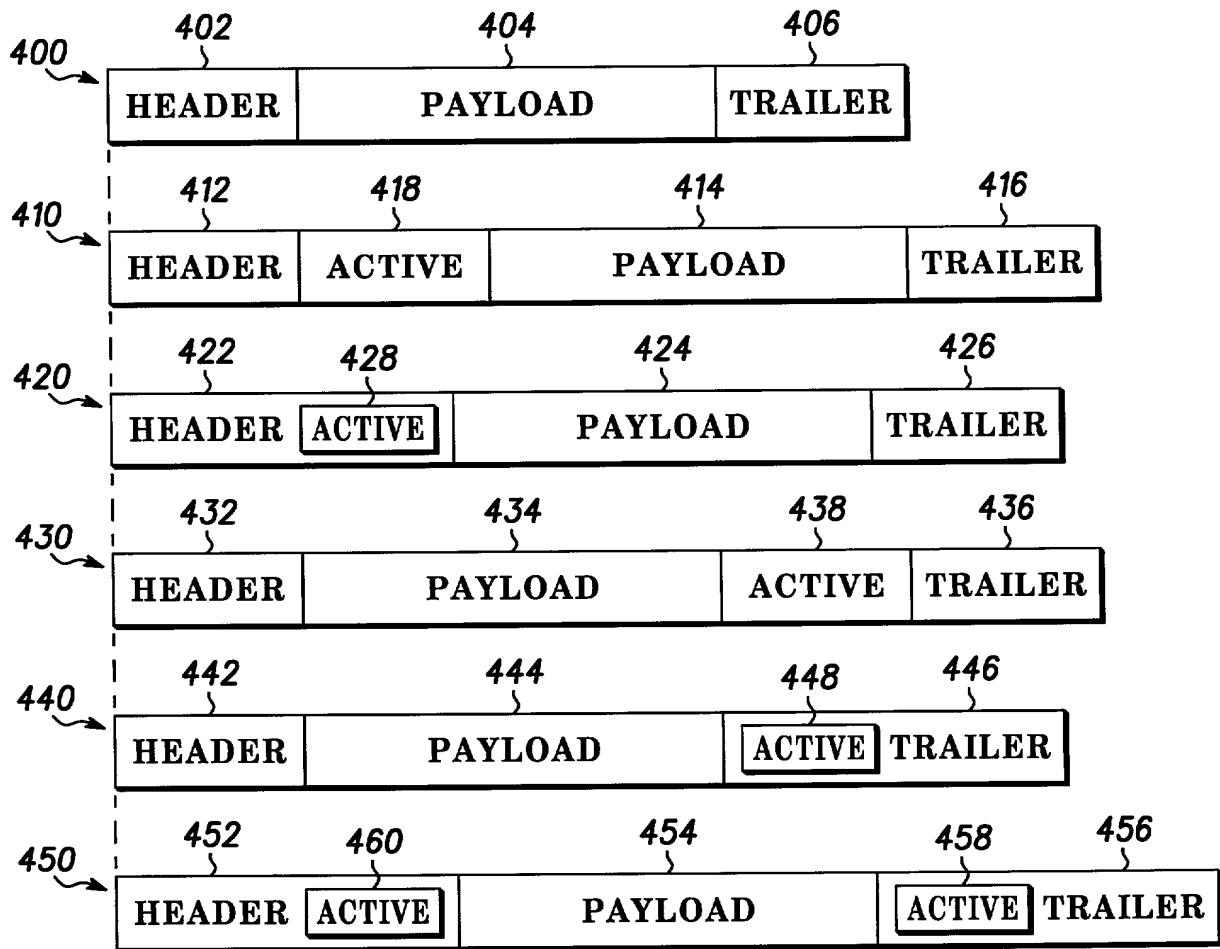 402 404 406
400
HEADER PAYLOAD TRAILER
412 418 414 416
410
HEADER ACTIVE PAYLOAD TRAILER
422 428 424 426
420
HEADER ACTIVE PAYLOAD TRAILER
432 434 438 436
430
HEADER PAYLOAD ACTIVE TRAILER
442 444 448 446
440
HEADER PAYLOAD ACTIVE TRAILER
452 460 454 458 456
450
HEADER ACTIVE PAYLOAD ACTIVE TRAILER